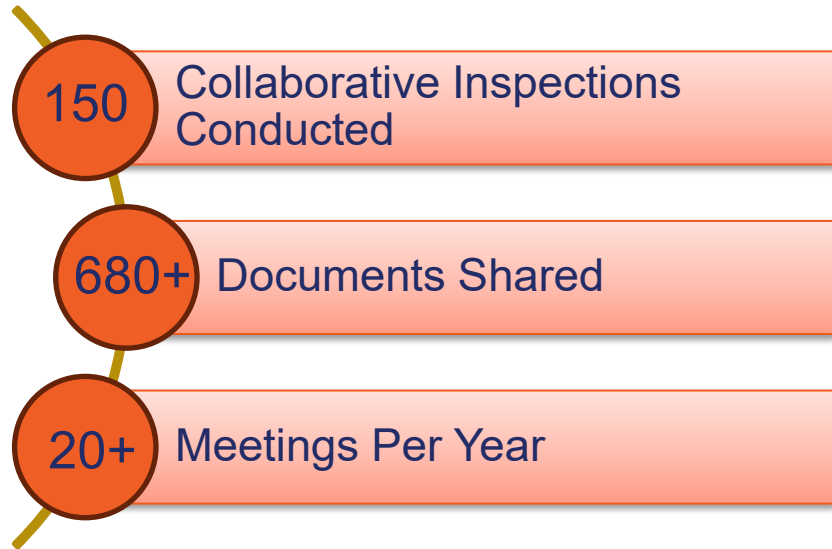 150
Collaborative Inspections
Conducted
680+
Documents Shared
20+
Meetings Per Year